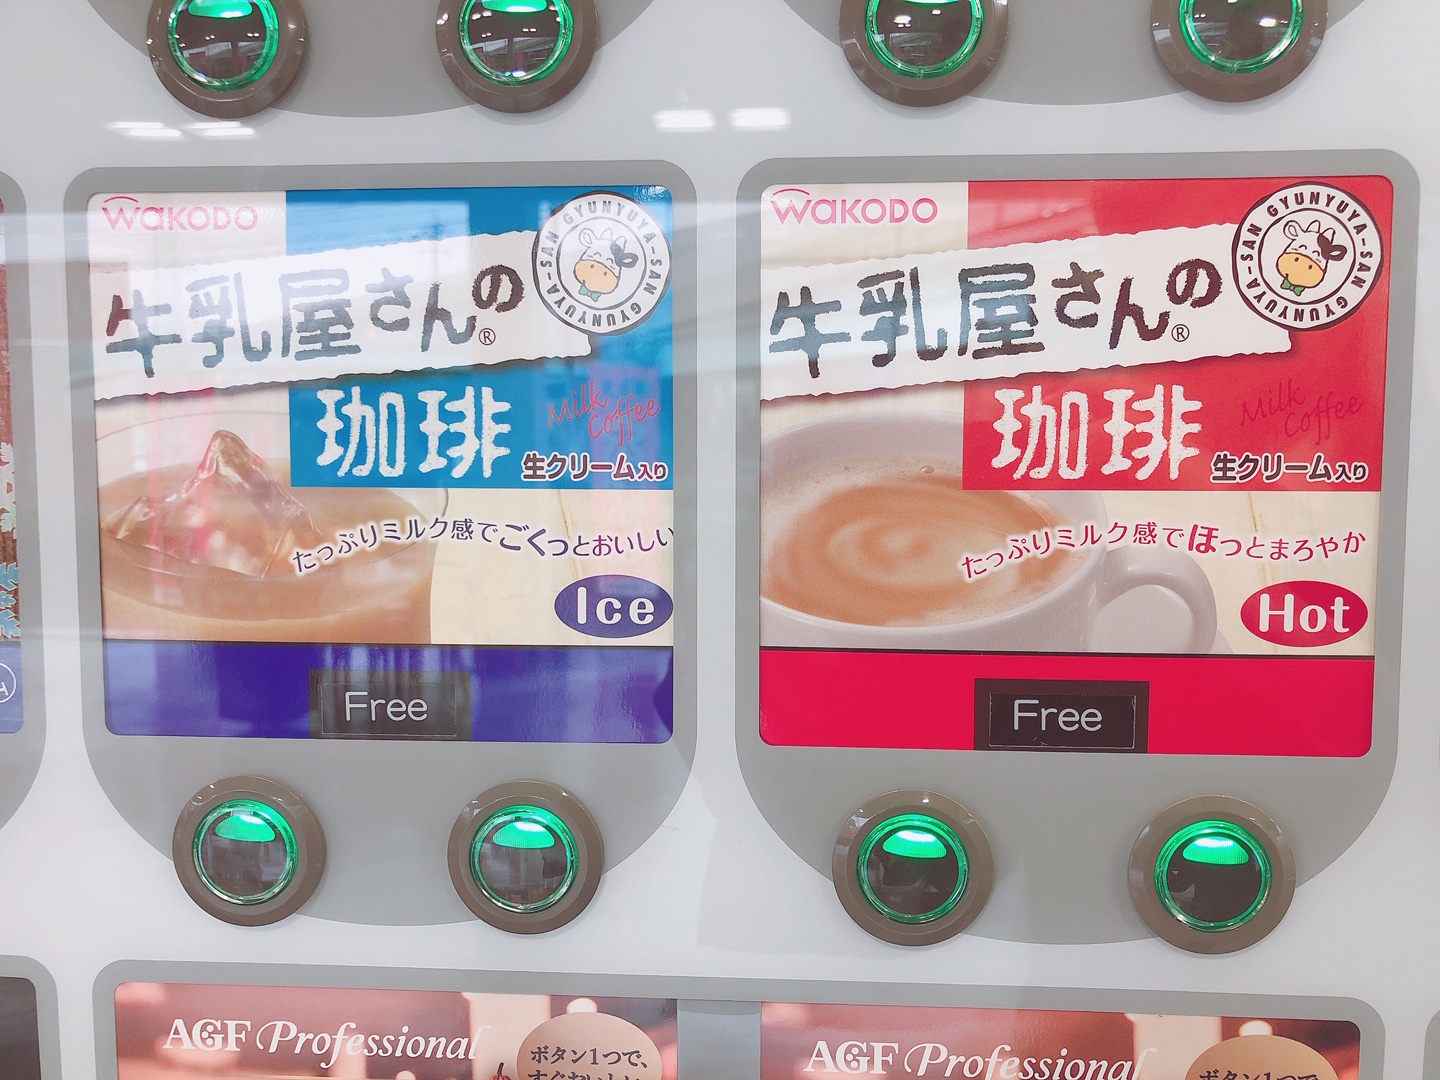 WAKODO
GYUNYUYA-SAN GYUNYUYA-SAN
牛乳屋さんの®
珈琲
Milk Coffee
生クリーム入り
たっぷりミルク感でごくっとおいしい
Ice
Free
WAKODO
GYUNYUYA-SAN GYUNYUYA-SAN
牛乳屋さんの®
珈琲
Milk Coffee
生クリーム入り
たっぷりミルク感でほっとまろやか
Hot
Free
AGF Professional
ボタン1つで、
AGF Professional
ボタン1つで